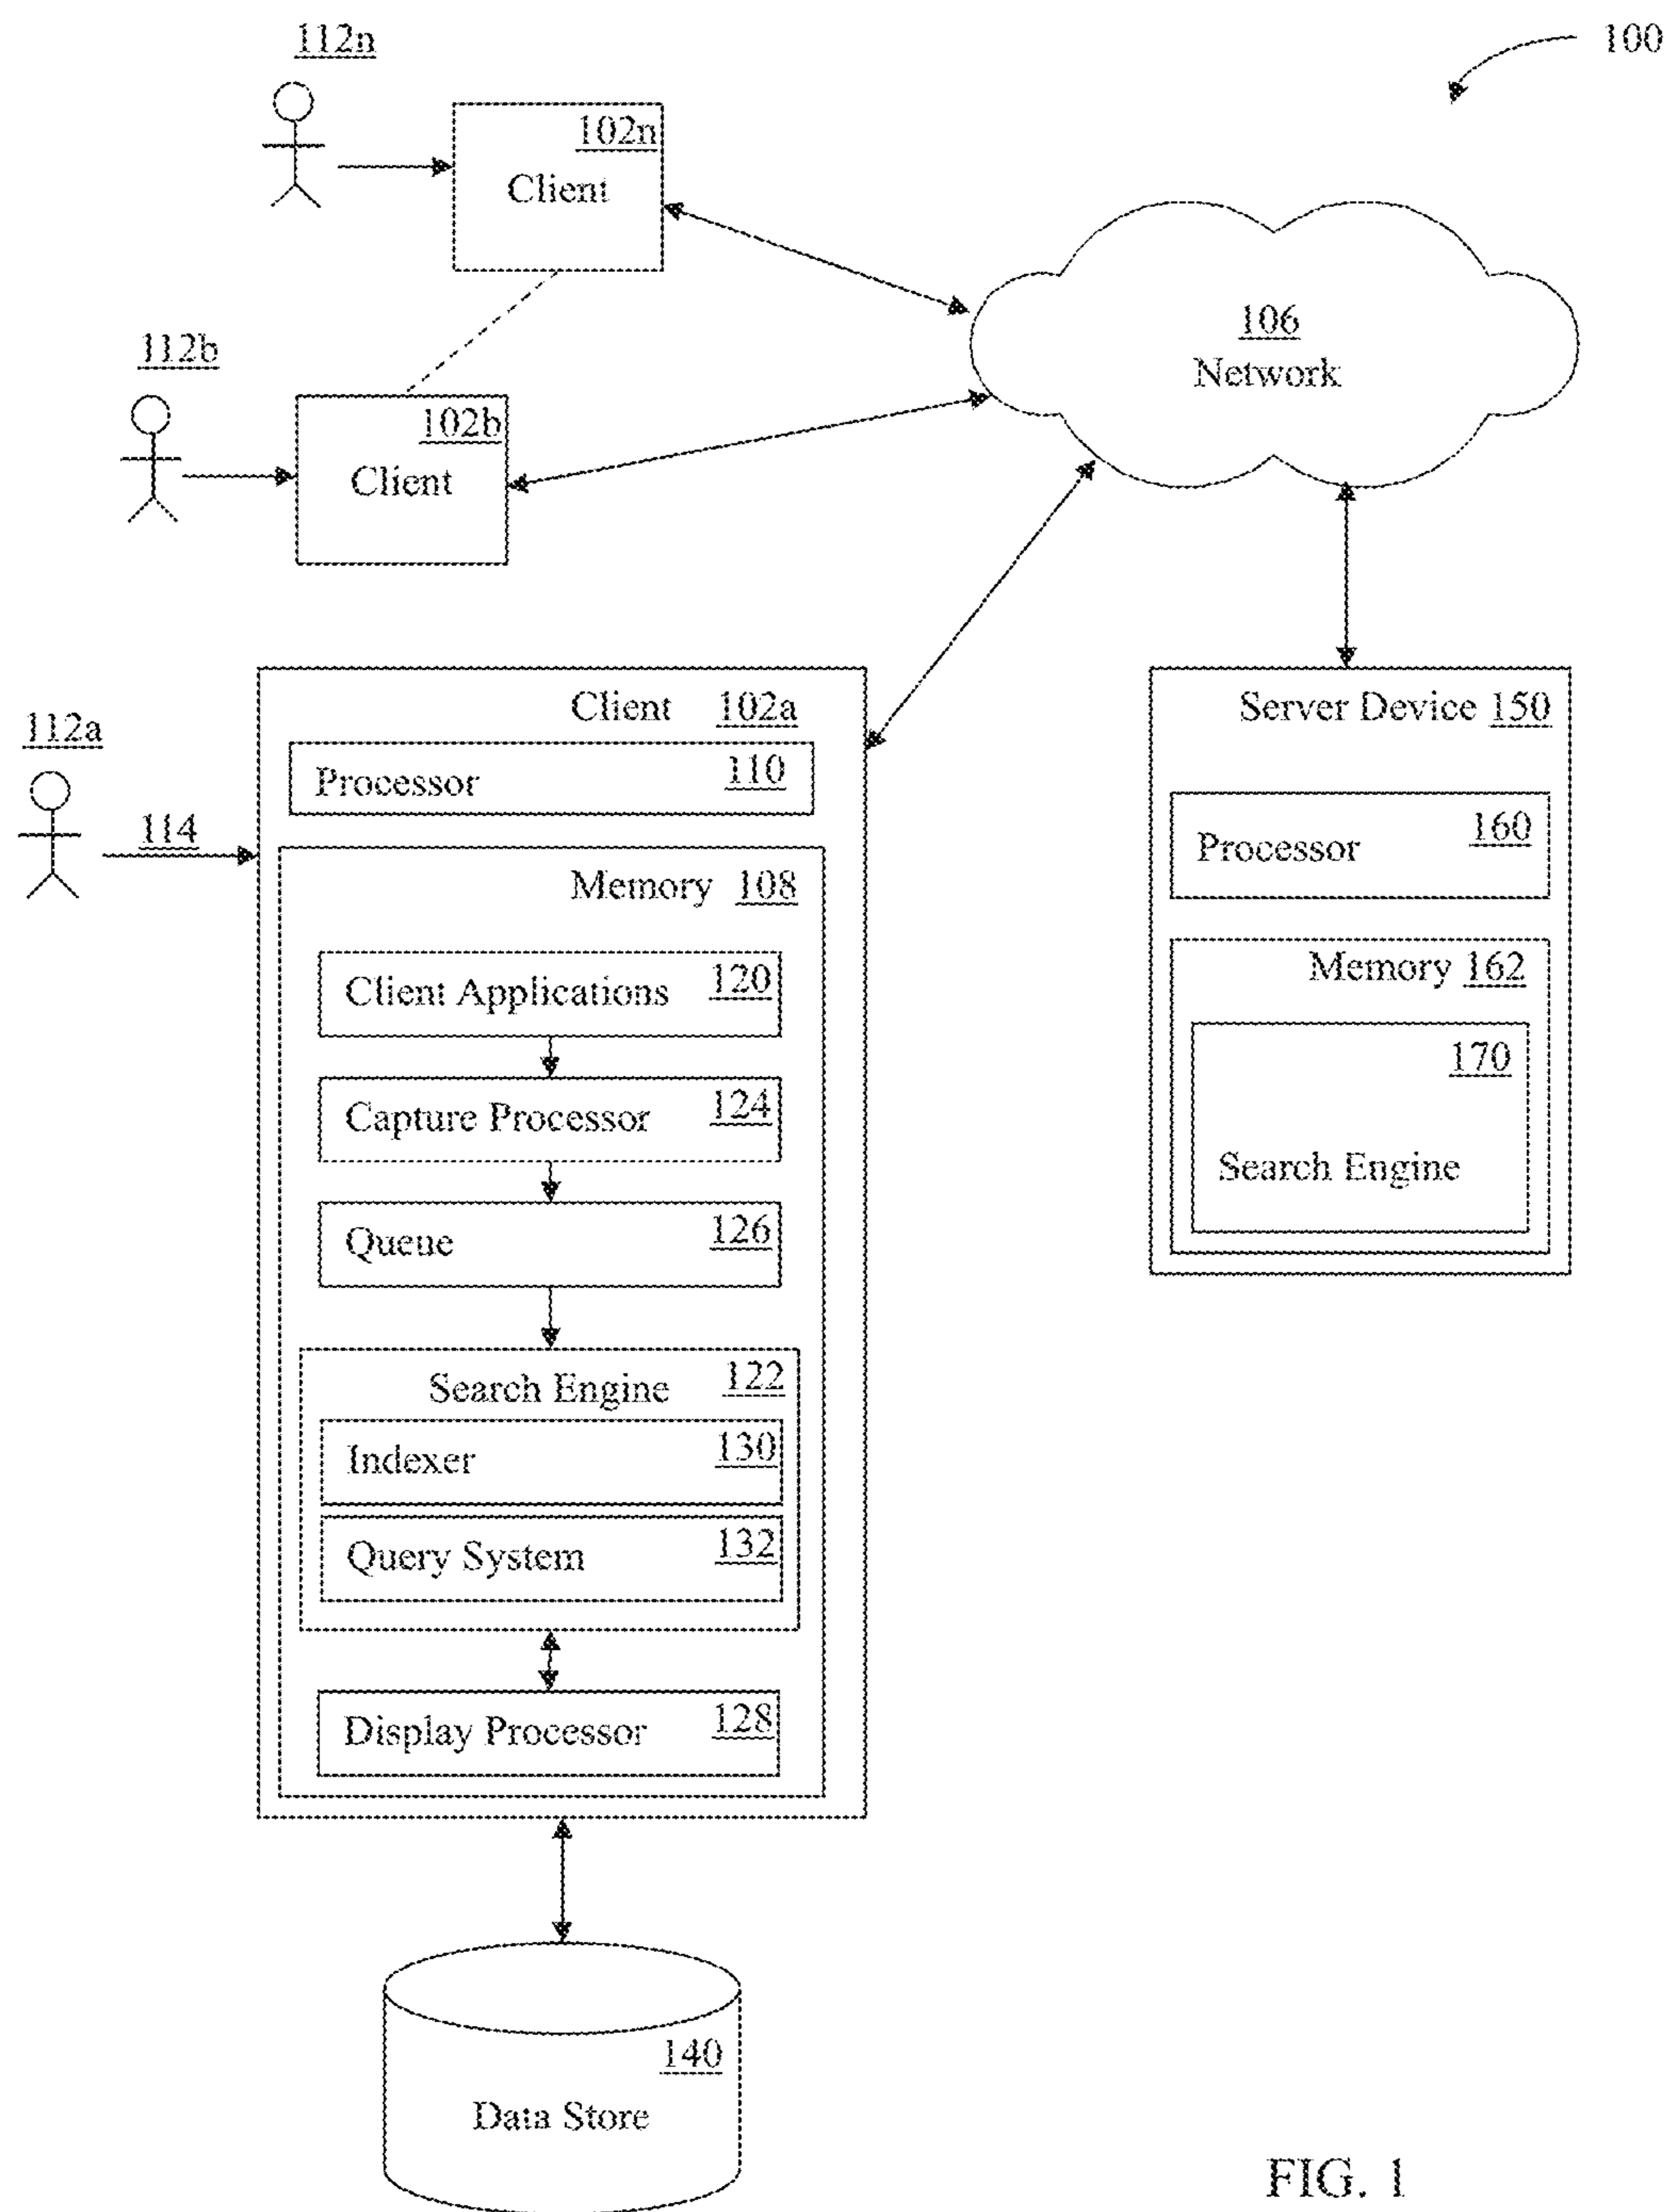 112n
100
102n
Client
106
Network
112b
102b
Client
112a
114
Client 102a
Processor 110
Memory 108
Client Applications 120
Capture Processor 124
Queue 126
Search Engine 122
Indexer 130
Query System 132
Display Processor 128
Server Device 150
Processor 160
Memory 162
170
Search Engine
140
Data Store
FIG. 1